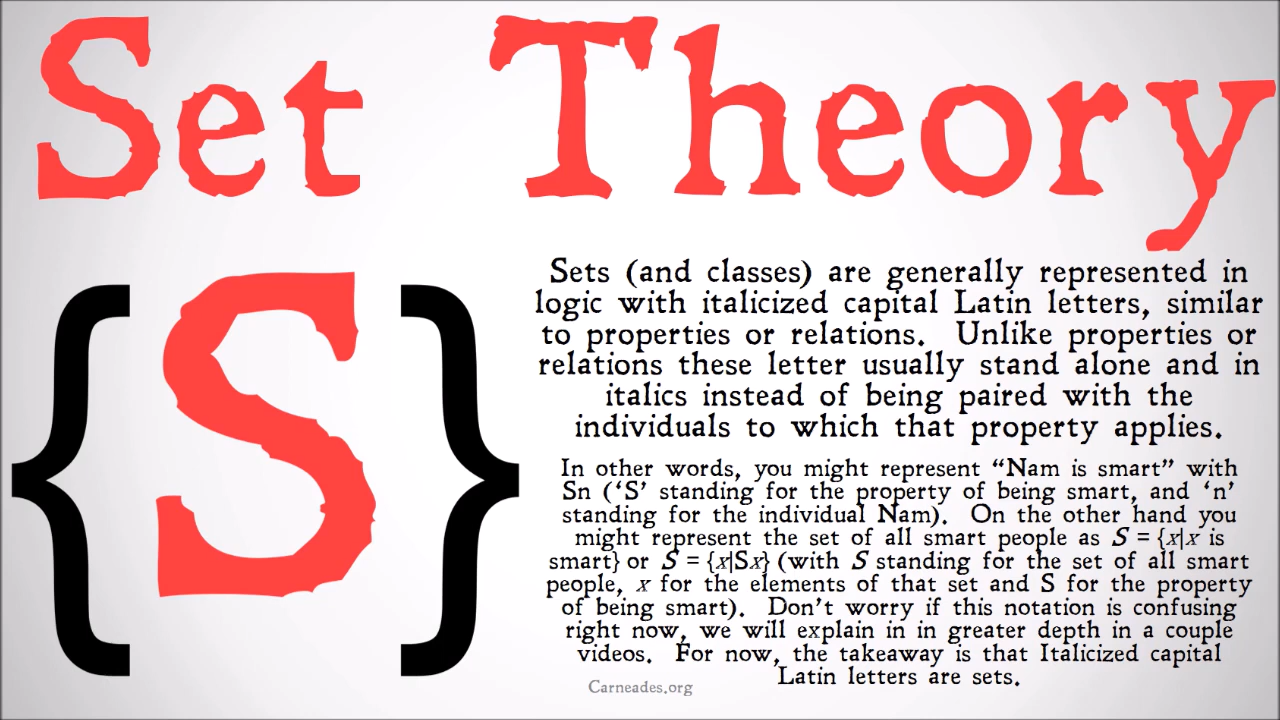 Set Theory
{S}
Sets (and classes) are generally represented in
logic with italicized capital Latin letters, similar
to properties or relations. Unlike properties or
relations these letter usually stand alone and in
italics instead of being paired with the
individuals to which that property applies.
In other words, you might represent “Nam is smart” with
Sn (‘S’ standing for the property of being smart, and ‘n’
standing for the individual Nam). On the other hand you
might represent the set of all smart people as S = {x|x is
smart} or S = {x|Sx} (with S standing for the set of all smart
people, x for the elements of that set and S for the property
of being smart). Don’t worry if this notation is confusing
right now, we will explain in in greater depth in a couple
videos. For now, the takeaway is that Italicized capital
Latin letters are sets.
Carneades.org